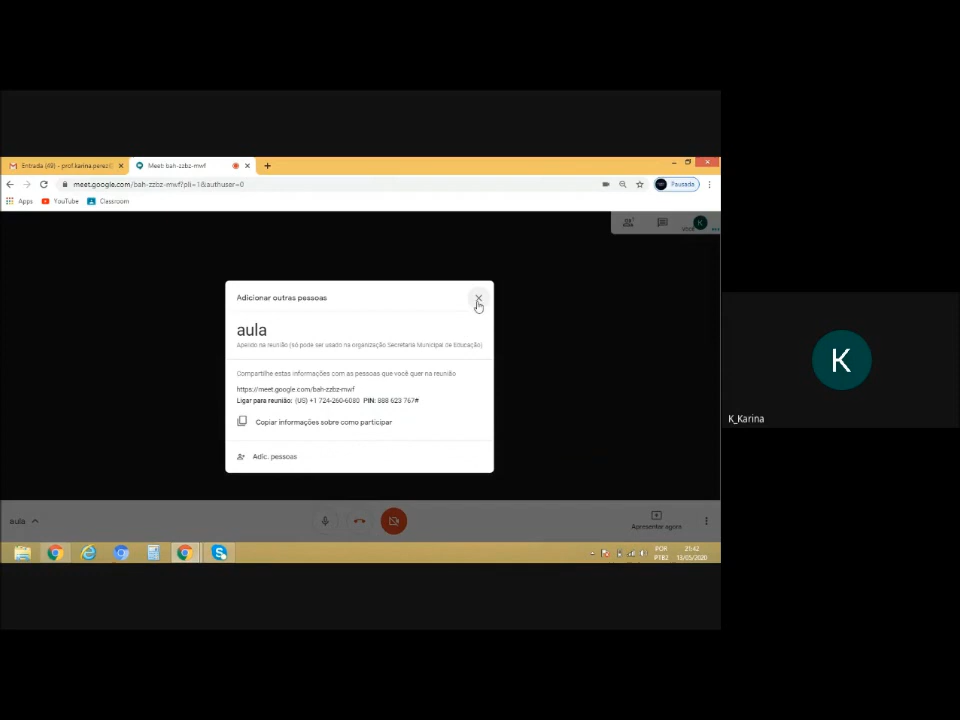 Entrada (49) - prof.karina.perez@
Meet: bah-zzbz-mwf
meet.google.com/bah-zzbz-mwf?pli=1&authuser=0
Pausada
Apps YouTube Classroom
K
Adicionar outras pessoas
aula
Apelido na reunião (só pode ser usado na organização Secretaria Municipal de Educação)
Compartilhe estas informações com as pessoas que você quer na reunião
https://meet.google.com/bah-zzbz-mwf
Ligar para reunião: (US) +1 724-260-6080 PIN: 888 623 767#
Copiar informações sobre como participar
Adic. pessoas
K
K_Karina
aula
Apresentar agora
POR
PTB2
21:42
13/05/2020